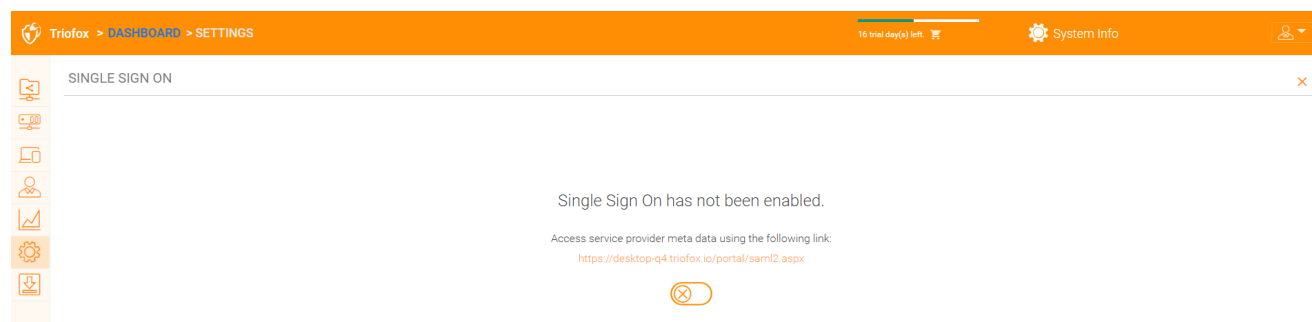 Triofox > DASHBOARD > SETTINGS
16 trial day(s) left.
System Info
SINGLE SIGN ON
Single Sign On has not been enabled.
Access service provider meta data using the following link:
https://desktop-q4.triofox.io/portal/saml2.aspx